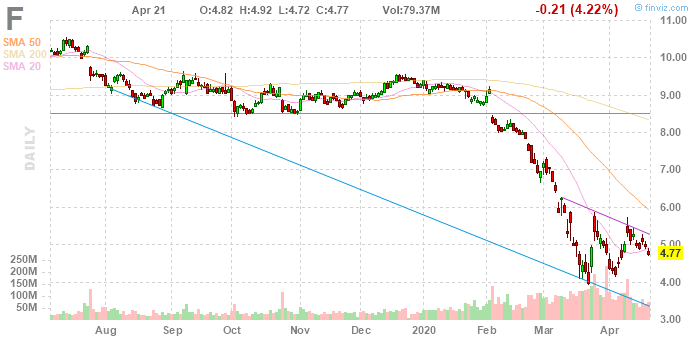 F
Apr 21 O:4.82 H:4.92 L:4.72 C:4.77 Vol:79.37M -0.21 (4.22%)
© finviz.com
SMA 50
SMA 200
SMA 20
DAILY
11.00
10.00
9.00
8.00
7.00
6.00
5.00
4.77
4.00
3.00
250M
200M
150M
100M
50M
Aug Sep Oct Nov Dec 2020 Feb Mar Apr